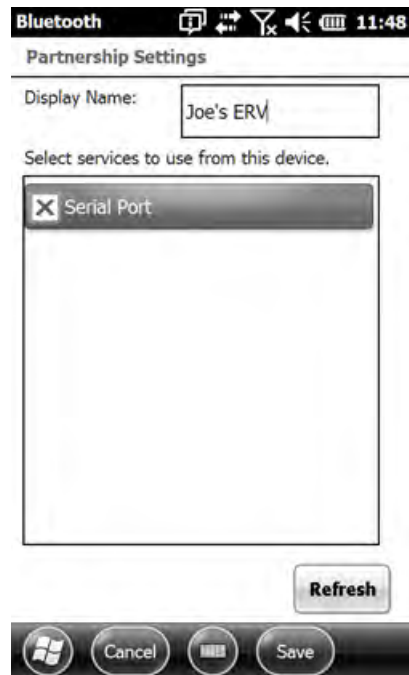 Bluetooth 11:48
Partnership Settings
Display Name:
Joe's ERV
Select services to use from this device.
Serial Port
Refresh
Cancel Save